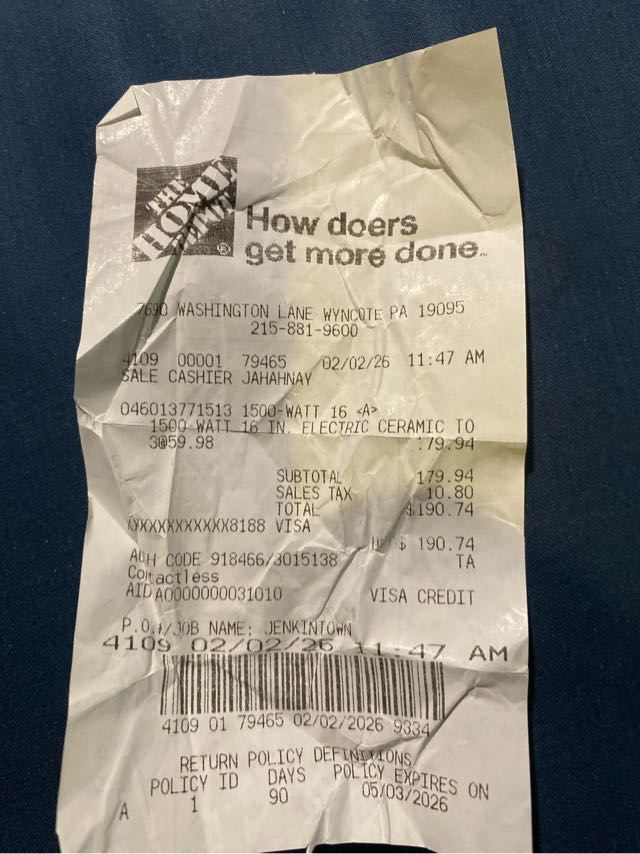 THE
HOME
DEPOT
®
How doers
get more done™
7690 WASHINGTON LANE WYNCOTE PA 19095
215-881-9600
4109 00001 79465 02/02/26 11:47 AM
SALE CASHIER JAHAHNAY
046013771513 1500-WATT 16 <A>
1500 WATT 16 IN. ELECTRIC CERAMIC TO
3@59.98 179.94
SUBTOTAL 179.94
SALES TAX 10.80
TOTAL $190.74
XXXXXXXXXXXX8188 VISA
USD$ 190.74
AUTH CODE 918466/3015138 TA
Contactless
AID A0000000031010 VISA CREDIT
P.O.#/JOB NAME: JENKINTOWN
4109 02/02/26 11:47 AM
4109 01 79465 02/02/2026 9334
RETURN POLICY DEFINITIONS
POLICY ID DAYS POLICY EXPIRES ON
A 1 90 05/03/2026